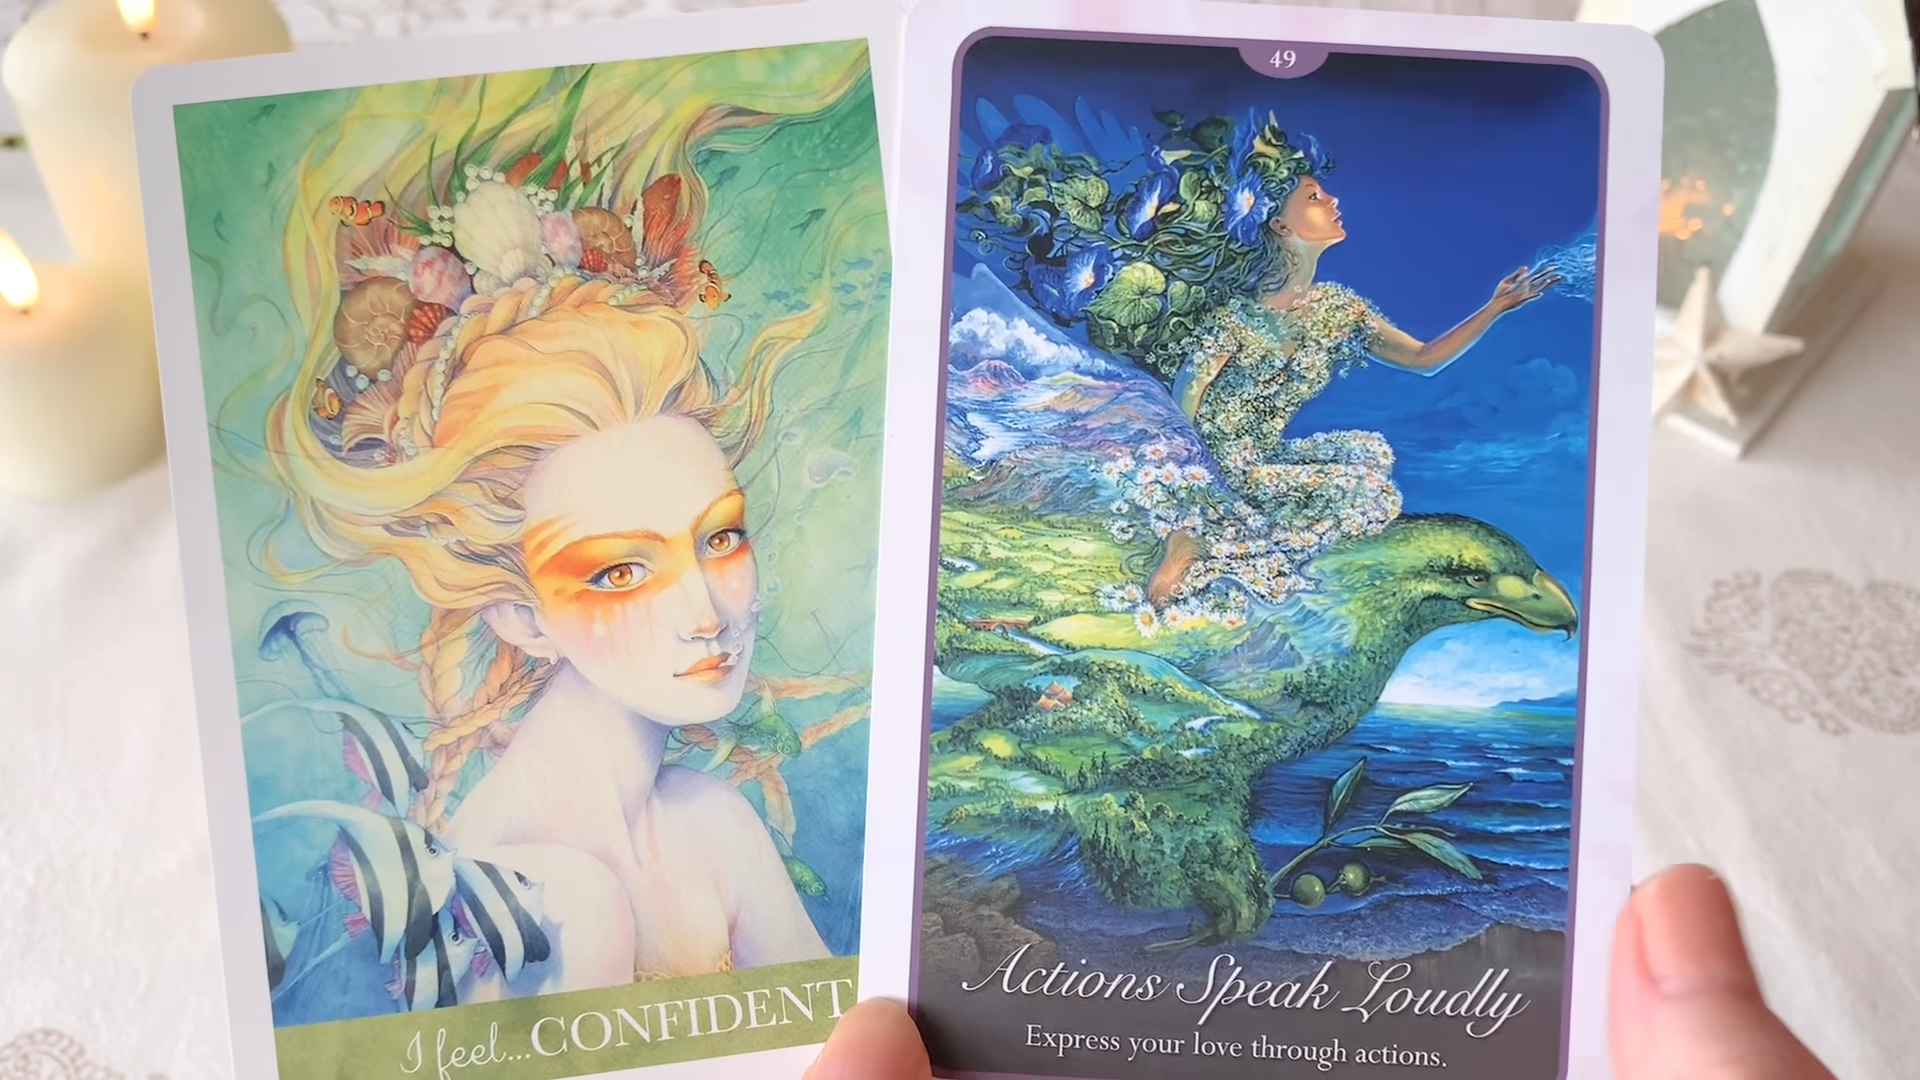 I feel...CONFIDENT
49
Actions Speak Loudly
Express your love through actions.